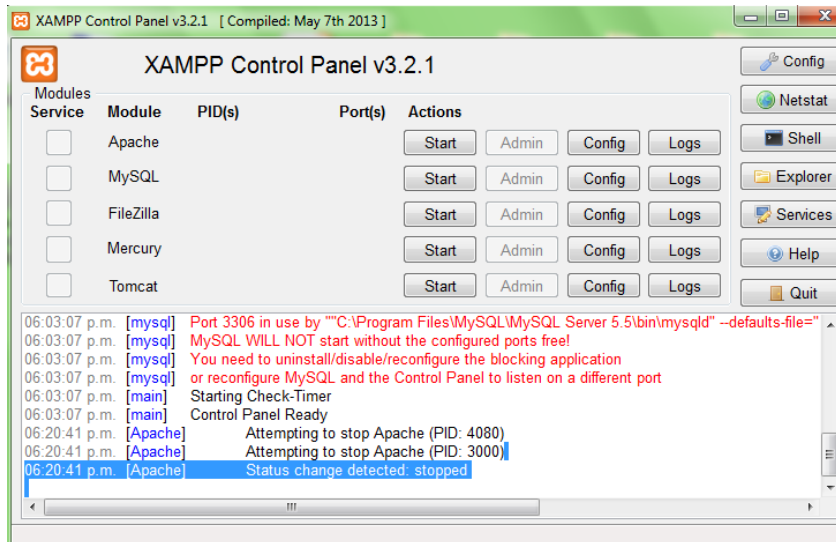 XAMPP Control Panel v3.2.1 [ Compiled: May 7th 2013 ]
XAMPP Control Panel v3.2.1
Config
Modules
Service Module PID(s) Port(s) Actions
Netstat
Apache Start Admin Config Logs
Shell
MySQL Start Admin Config Logs
Explorer
FileZilla Start Admin Config Logs
Services
Mercury Start Admin Config Logs
Help
Tomcat Start Admin Config Logs
Quit
06:03:07 p.m. [mysql] Port 3306 in use by ""C:\Program Files\MySQL\MySQL Server 5.5\bin\mysqld" --defaults-file="
06:03:07 p.m. [mysql] MySQL WILL NOT start without the configured ports free!
06:03:07 p.m. [mysql] You need to uninstall/disable/reconfigure the blocking application
06:03:07 p.m. [mysql] or reconfigure MySQL and the Control Panel to listen on a different port
06:03:07 p.m. [main] Starting Check-Timer
06:03:07 p.m. [main] Control Panel Ready
06:20:41 p.m. [Apache] Attempting to stop Apache (PID: 4080)
06:20:41 p.m. [Apache] Attempting to stop Apache (PID: 3000)
06:20:41 p.m. [Apache] Status change detected: stopped